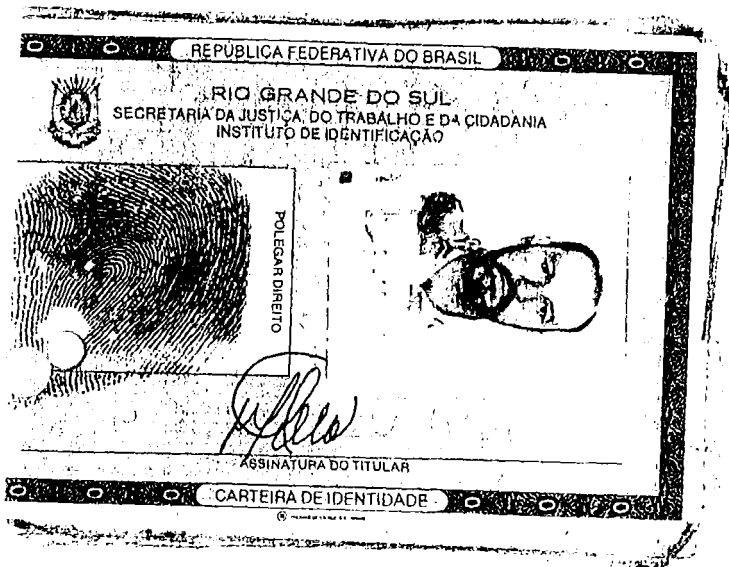 REPÚBLICA FEDERATIVA DO BRASIL
RIO GRANDE DO SUL
SECRETARIA DA JUSTIÇA, DO TRABALHO E DA CIDADANIA
INSTITUTO DE IDENTIFICAÇÃO
POLEGAR DIREITO
ASSINATURA DO TITULAR
CARTEIRA DE IDENTIDADE